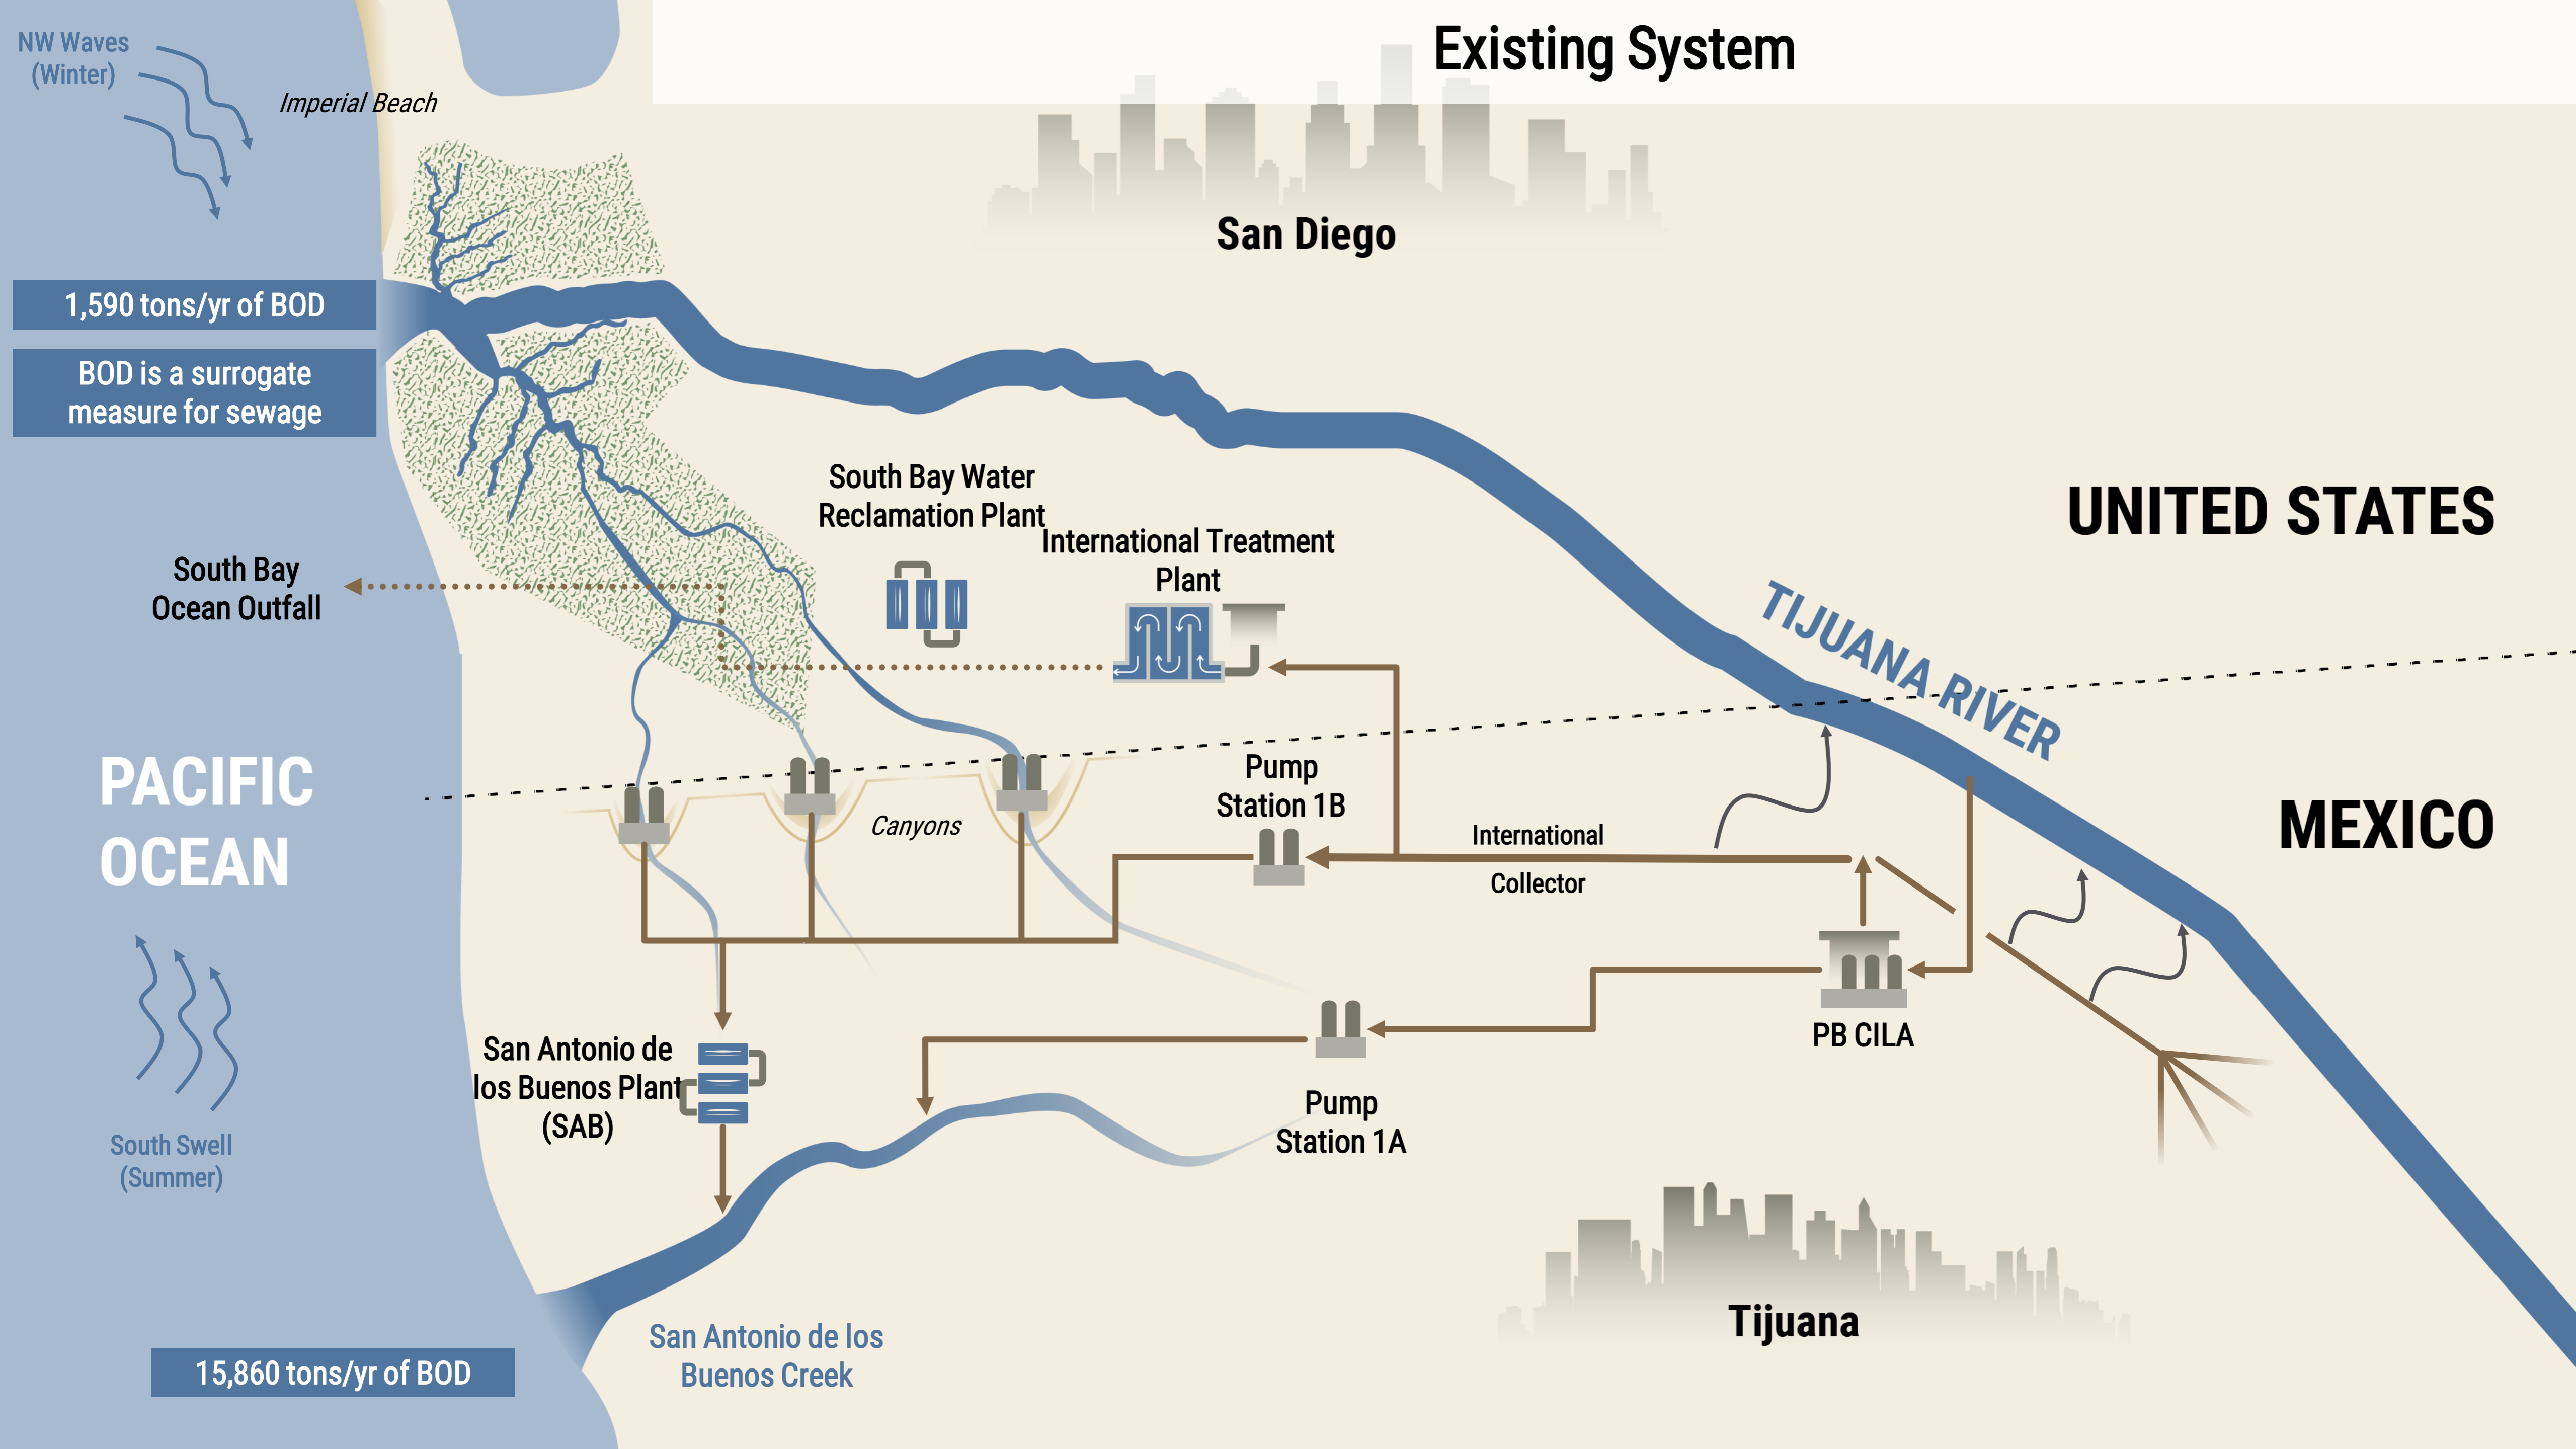 Existing System
NW Waves
(Winter)
Imperial Beach
San Diego
1,590 tons/yr of BOD
BOD is a surrogate
measure for sewage
South Bay Water
Reclamation Plant
International Treatment
Plant
UNITED STATES
South Bay
Ocean Outfall
TIJUANA RIVER
PACIFIC
OCEAN
Pump
Station 1B
Canyons
International
Collector
MEXICO
PB CILA
San Antonio de
los Buenos Plant
(SAB)
Pump
Station 1A
South Swell
(Summer)
Tijuana
San Antonio de los
Buenos Creek
15,860 tons/yr of BOD